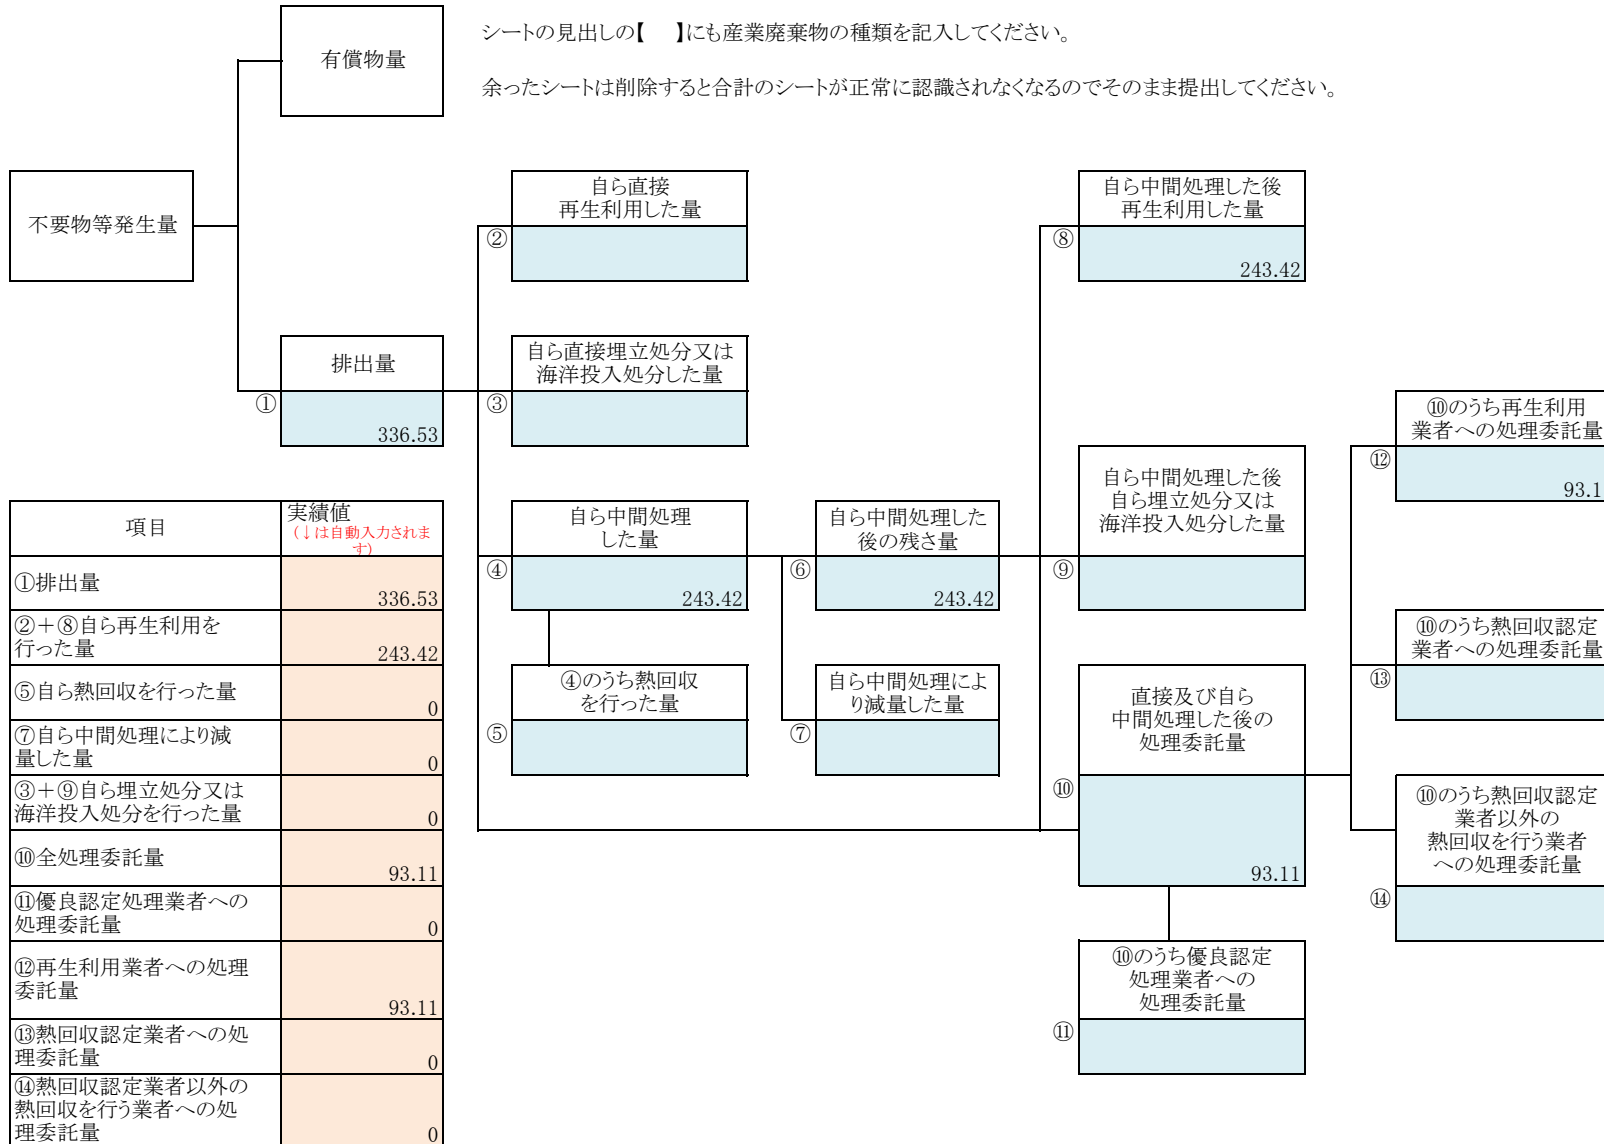 シートの見出しの【　】にも産業廃棄物の種類を記入してください。
有償物量
余ったシートは削除すると合計のシートが正常に認識されなくなるのでそのまま提出してください。
不要物等発生量
自ら直接
再生利用した量
②
自ら中間処理した後
再生利用した量
⑧
243.42
排出量
①
336.53
自ら直接埋立処分又は
海洋投入処分した量
③
⑩のうち再生利用
業者への処理委託量
⑫
93.1
自ら中間処理した後
自ら埋立処分又は
海洋投入処分した量
⑨
自ら中間処理
した量
④
243.42
自ら中間処理した
後の残さ量
⑥
243.42
④のうち熱回収
を行った量
⑤
自ら中間処理によ
り減量した量
⑦
直接及び自ら
中間処理した後の
処理委託量
⑩
93.11
⑩のうち熱回収認定
業者への処理委託量
⑬
⑩のうち熱回収認定
業者以外の
熱回収を行う業者
への処理委託量
⑭
⑩のうち優良認定
処理業者への
処理委託量
⑪
項目
実績値
(↓は自動入力されま
す)
①排出量
336.53
②＋⑧自ら再生利用を
行った量
243.42
⑤自ら熱回収を行った量
0
⑦自ら中間処理により減
量した量
0
③＋⑨自ら埋立処分又は
海洋投入処分を行った量
0
⑩全処理委託量
93.11
⑪優良認定処理業者への
処理委託量
0
⑫再生利用業者への処理
委託量
93.11
⑬熱回収認定業者への処
理委託量
0
⑭熱回収認定業者以外の
熱回収を行う業者への処
理委託量
0